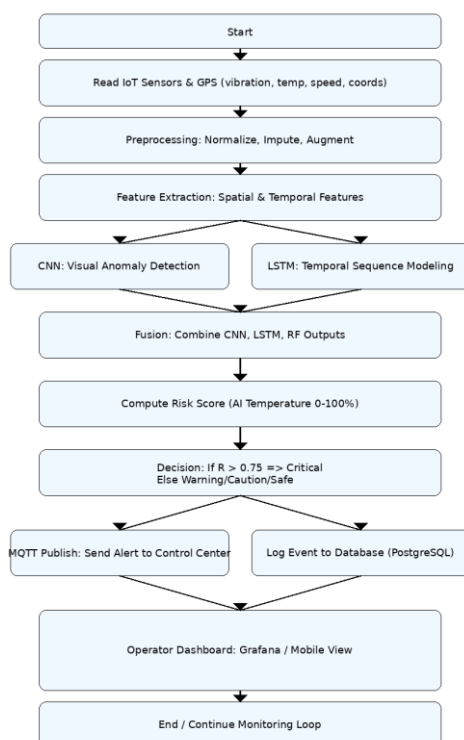 Start
Read IoT Sensors & GPS (vibration, temp, speed, coords)
Preprocessing: Normalize, Impute, Augment
Feature Extraction: Spatial & Temporal Features
CNN: Visual Anomaly Detection
LSTM: Temporal Sequence Modeling
Fusion: Combine CNN, LSTM, RF Outputs
Compute Risk Score (AI Temperature 0-100%)
Decision: If R > 0.75 => Critical
Else Warning/Caution/Safe
MQTT Publish: Send Alert to Control Center
Log Event to Database (PostgreSQL)
Operator Dashboard: Grafana / Mobile View
End / Continue Monitoring Loop